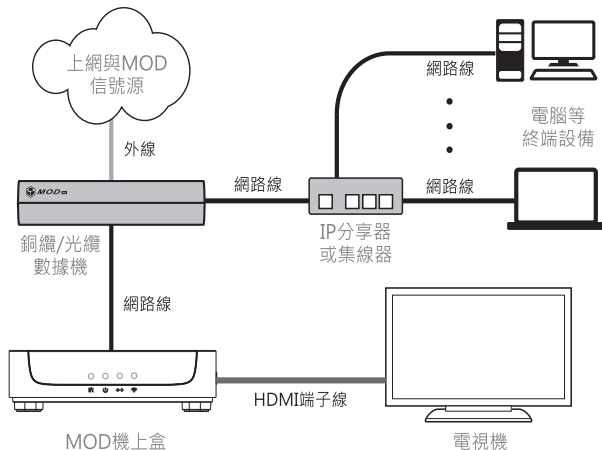 上網與MOD
信號源
外線
網路線
電腦等
終端設備
MOD
網路線
網路線
IP分享器
或集線器
銅纜/光纜
數據機
網路線
HDMI端子線
MOD機上盒
電視機